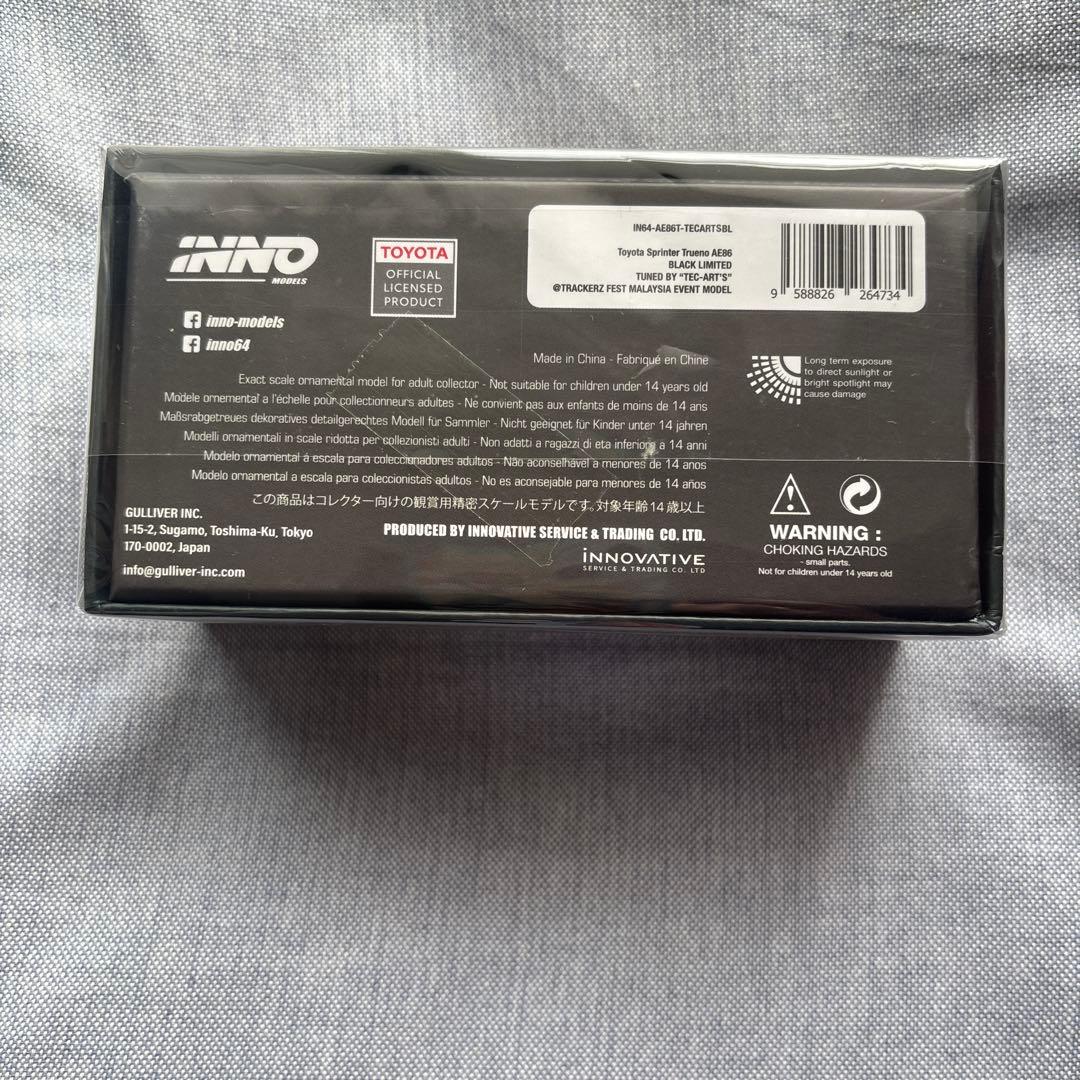 INNO
MODELS
inno-models
inno64
TOYOTA
OFFICIAL
LICENSED
PRODUCT
IN64-AE86T-TECARTSBL
Toyota Sprinter Trueno AE86
BLACK LIMITED
TUNED BY “TEC-ART'S”
@TRACKERZ FEST MALAYSIA EVENT MODEL
9 588826 264734
Made in China - Fabriqué en Chine
Exact scale ornamental model for adult collector - Not suitable for children under 14 years old
Modele ornemental a l'échelle pour collectionneurs adultes - Ne convient pas aux enfants de moins de 14 ans
Maßsrabgetreues dekoratives detailgerechtes Modell für Sammler - Nicht geeignet für Kinder unter 14 jahren
Modelli ornamentali in scale ridotta per collezionisti adulti - Non adatti a ragazzi di eta inferiora a 14 anni
Modelo ornamental á escala para coleccionadores adultos - Não aconselhável a menores de 14 anos
Modelo ornamental a escala para coleccionistas adultos - No es aconsejable para menores de 14 años
この商品はコレクター向けの観賞用精密スケールモデルです。対象年齢14歳以上
Long term exposure
to direct sunlight or
bright spotlight may
cause damage
GULLIVER INC.
1-15-2, Sugamo, Toshima-Ku, Tokyo
170-0002, Japan
info@gulliver-inc.com
PRODUCED BY INNOVATIVE SERVICE & TRADING CO. LTD.
INNOVATIVE
SERVICE & TRADING CO. LTD
WARNING :
CHOKING HAZARDS
- small parts.
Not for children under 14 years old